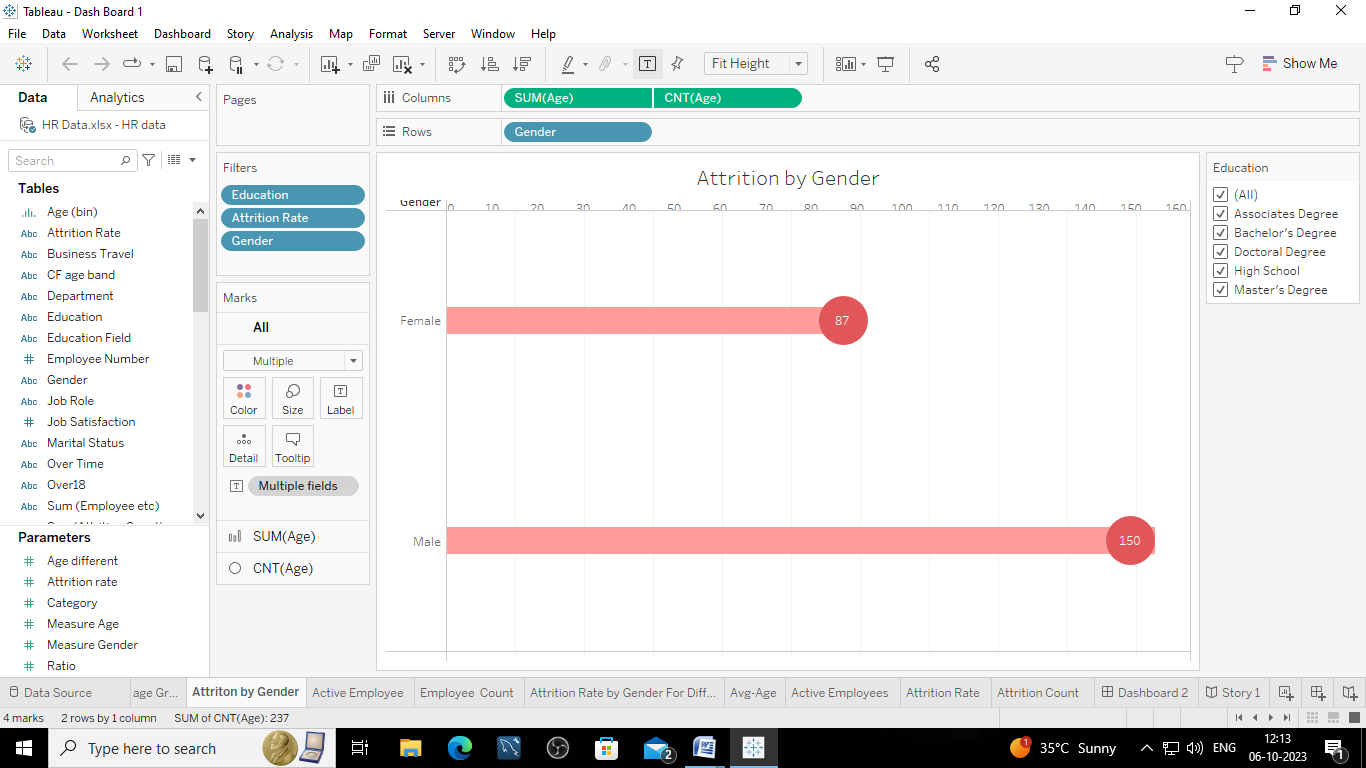 Tableau - Dash Board 1
File Data Worksheet Dashboard Story Analysis Map Format Server Window Help
Fit Height
Show Me
Data Analytics
HR Data.xlsx - HR data
Search
Tables
Age (bin)
Abc Attrition Rate
Abc Business Travel
Abc CF age band
Abc Department
Abc Education
Abc Education Field
# Employee Number
Abc Gender
Abc Job Role
# Job Satisfaction
Abc Marital Status
Abc Over Time
Abc Over18
Abc Sum (Employee etc)
Parameters
# Age different
# Attrition rate
# Category
# Measure Age
# Measure Gender
# Ratio
Pages
Filters
Education
Attrition Rate
Gender
Marks
All
Multiple
Color Size Label
Detail Tooltip
Multiple fields
SUM(Age)
CNT(Age)
Columns SUM(Age) CNT(Age)
Rows Gender
Attrition by Gender
Gender 0 10 20 30 40 50 60 70 80 90 100 110 120 130 140 150 160
Female 87
Male 150
Education
(All)
Associates Degree
Bachelor's Degree
Doctoral Degree
High School
Master's Degree
Data Source age Gr... Attriton by Gender Active Employee Employee Count Attrition Rate by Gender For Diff... Avg-Age Active Employees Attrition Rate Attrition Count Dashboard 2 Story 1
4 marks 2 rows by 1 column SUM of CNT(Age): 237
Type here to search
2
1
35°C Sunny
ENG
12:13
06-10-2023
1